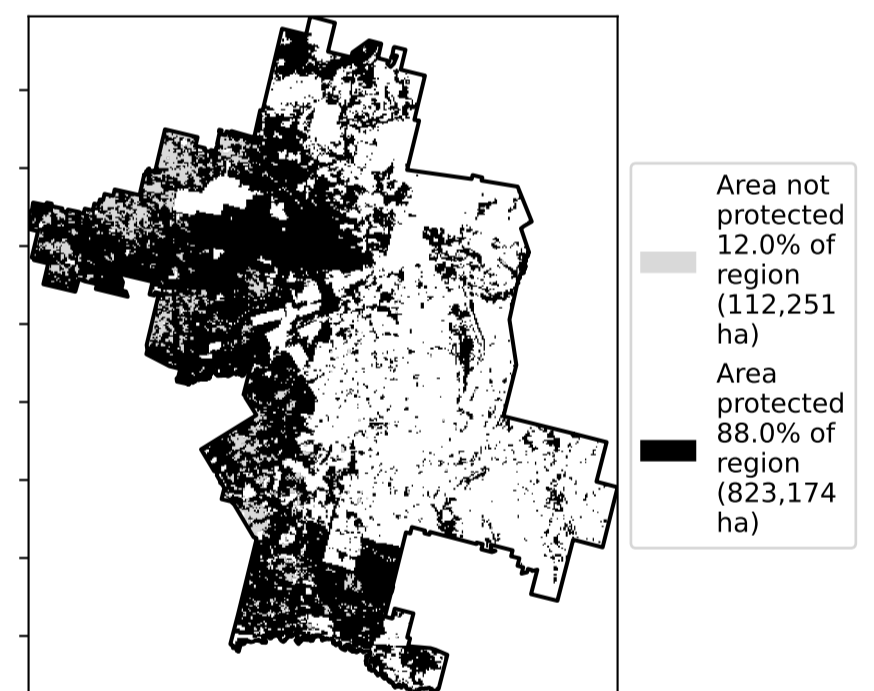 Area not
protected
12.0% of
region
(112,251
ha)
Area
protected
88.0% of
region
(823,174
ha)